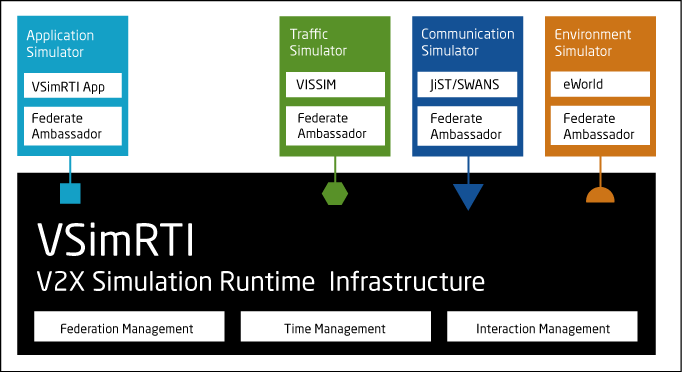 Application
Simulator
VSimRTI App
Federate
Ambassador
Traffic
Simulator
VISSIM
Federate
Ambassador
Communication
Simulator
JiST/SWANS
Federate
Ambassador
Environment
Simulator
eWorld
Federate
Ambassador
VSimRTI
V2X Simulation Runtime Infrastructure
Federation Management
Time Management
Interaction Management